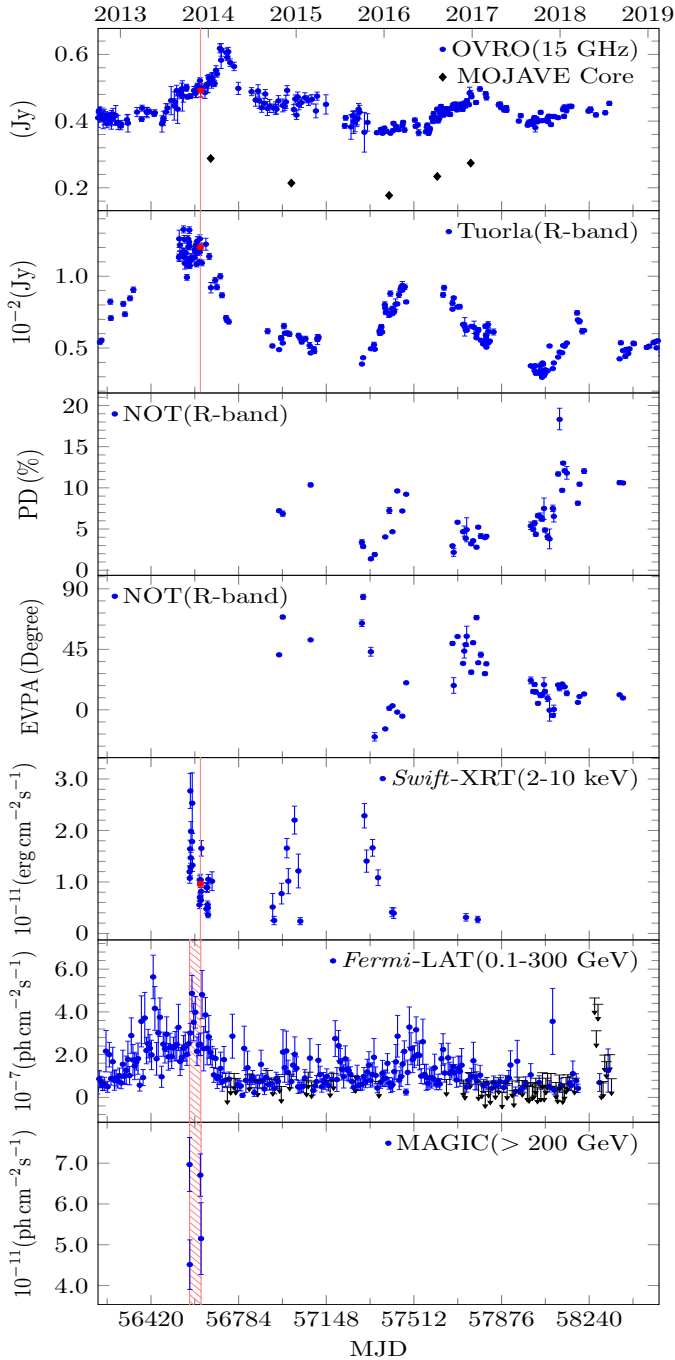 2013 2014 2015 2016 2017 2018 2019
0.6
0.4
0.2
(Jy)
OVRO(15 GHz)
MOJAVE Core
1.0
0.5
10−2(Jy)
Tuorla(R-band)
20
15
10
5
0
PD(%)
NOT(R-band)
90
45
0
EVPA(Degree)
NOT(R-band)
3.0
2.0
1.0
0
10−11(erg cm−2s−1)
Swift-XRT(2-10 keV)
6.0
4.0
2.0
0
10−7(ph cm−2s−1)
Fermi-LAT(0.1-300 GeV)
7.0
6.0
5.0
4.0
10−11(ph cm−2s−1)
MAGIC(> 200 GeV)
56420 56784 57148 57512 57876 58240
MJD